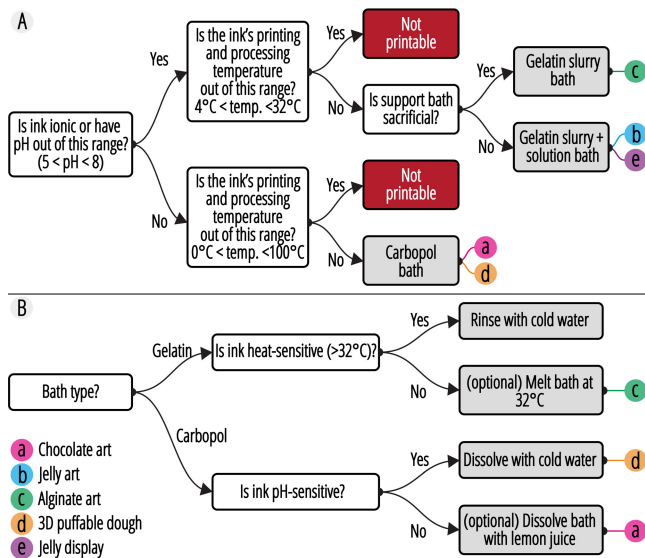 A
Is ink ionic or have
pH out of this range?
(5 < pH < 8)
Yes
No
Is the ink's printing
and processing
temperature
out of this range?
4°C < temp. <32°C
Yes
No
Not
printable
Is support bath
sacrificial?
Yes
No
Gelatin slurry
bath
c
Gelatin slurry +
solution bath
b
e
Is the ink's printing
and processing
temperature
out of this range?
0°C < temp. <100°C
Yes
No
Not
printable
Carbopol
bath
a
d
B
Bath type?
Gelatin
Carbopol
Is ink heat-sensitive (>32°C)?
Yes
No
Rinse with cold water
(optional) Melt bath at
32°C
c
Is ink pH-sensitive?
Yes
No
Dissolve with cold water
d
(optional) Dissolve bath
with lemon juice
a
a Chocolate art
b Jelly art
c Alginate art
d 3D puffable dough
e Jelly display